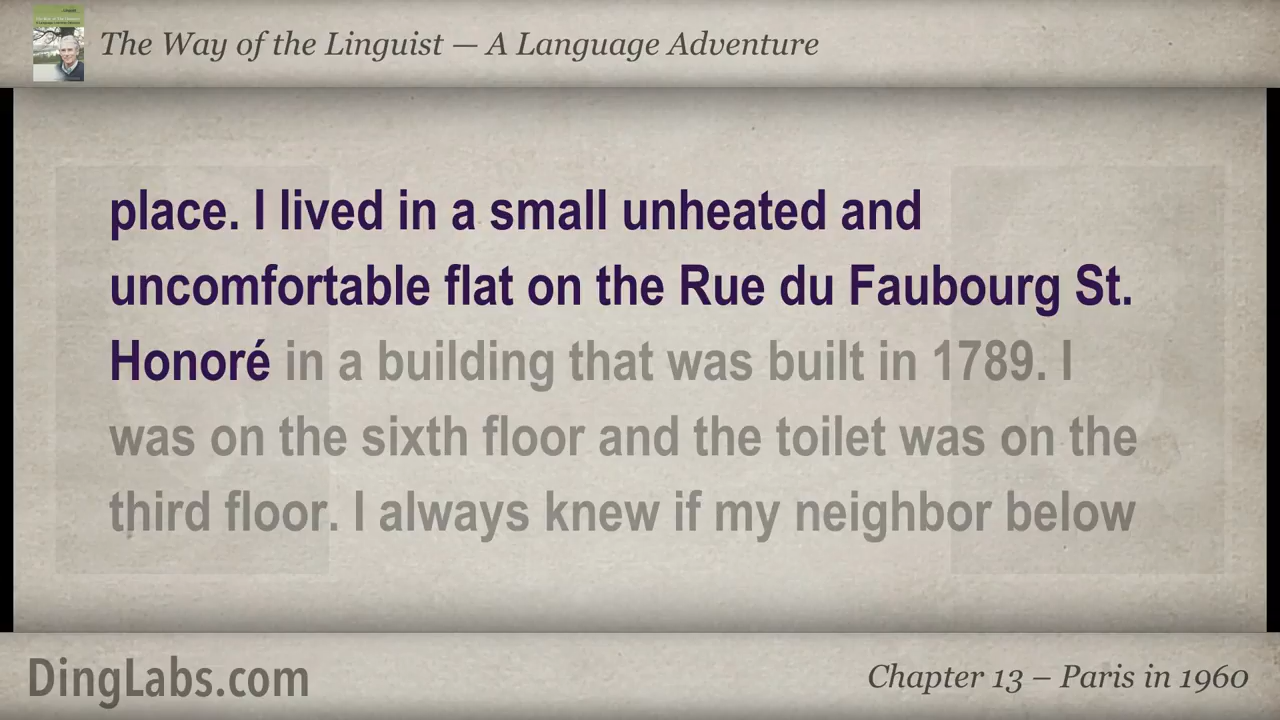 The Way of the Linguist — A Language Adventure
place. I lived in a small unheated and
uncomfortable flat on the Rue du Faubourg St.
Honoré in a building that was built in 1789. I
was on the sixth floor and the toilet was on the
third floor. I always knew if my neighbor below
DingLabs.com
Chapter 13 – Paris in 1960